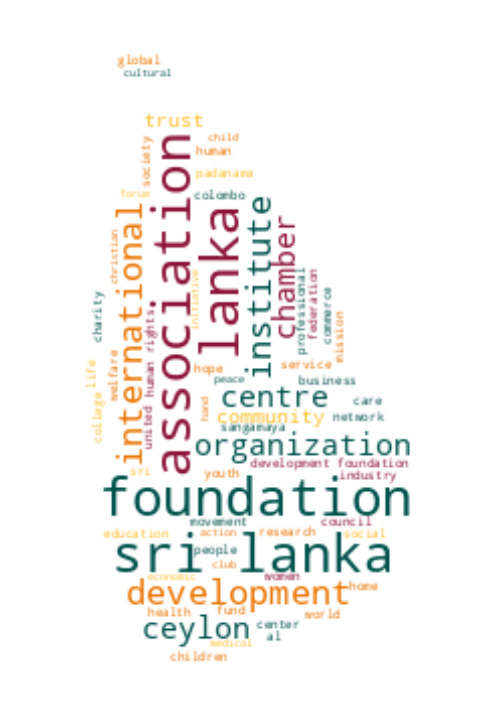 global
cultural
trust
child
society
human
association
padanama
forum
colombo
international
lanka
institute
chamber
christian
initiative
professional
federation
commerce
charity
mission
united
human rights
welfare
college
life
hope
service
peace
business
centre
care
hand
community
network
sangamaya
organization
development foundation
sri
youth
industry
foundation
movement
council
education
action
research
social
sri lanka
people
club
economic
women
development
home
health
fund
world
ceylon
center
al
medical
children